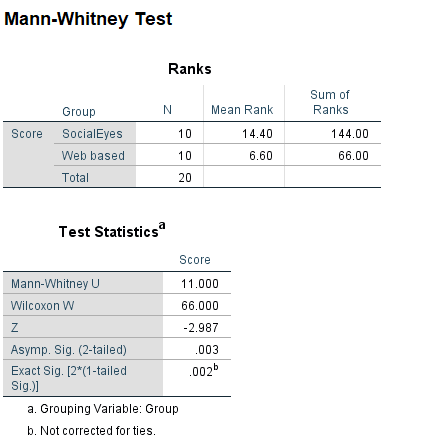 Mann-Whitney Test
Ranks
Group N Mean Rank Sum of Ranks
Score SocialEyes 10 14.40 144.00
Web based 10 6.60 66.00
Total 20
Test Statisticsa
Score
Mann-Whitney U 11.000
Wilcoxon W 66.000
Z -2.987
Asymp. Sig. (2-tailed) .003
Exact Sig. [2*(1-tailed Sig.)] .002b
a. Grouping Variable: Group
b. Not corrected for ties.